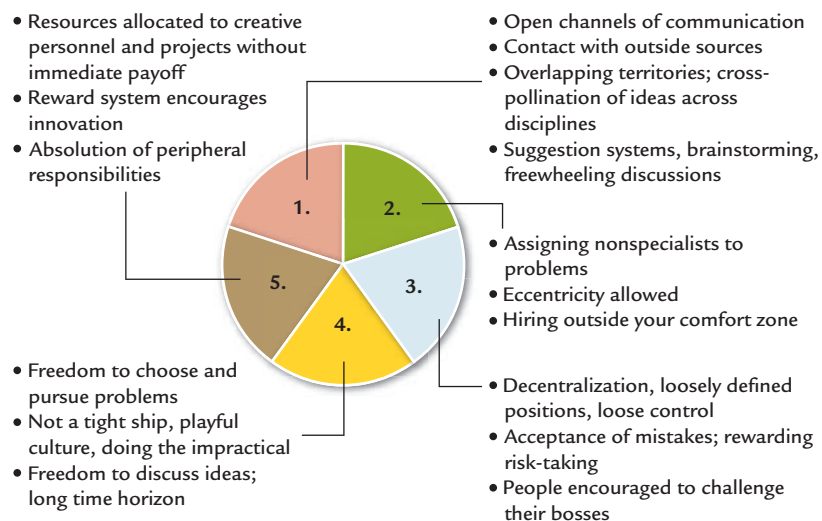 • Resources allocated to creative
personnel and projects without
immediate payoff
• Reward system encourages
innovation
• Absolution of peripheral
responsibilities
• Open channels of communication
• Contact with outside sources
• Overlapping territories; cross-
pollination of ideas across
disciplines
• Suggestion systems, brainstorming,
freewheeling discussions
1.
2.
3.
4.
5.
• Assigning nonspecialists to
problems
• Eccentricity allowed
• Hiring outside your comfort zone
• Freedom to choose and
pursue problems
• Not a tight ship, playful
culture, doing the impractical
• Freedom to discuss ideas;
long time horizon
• Decentralization, loosely defined
positions, loose control
• Acceptance of mistakes; rewarding
risk-taking
• People encouraged to challenge
their bosses